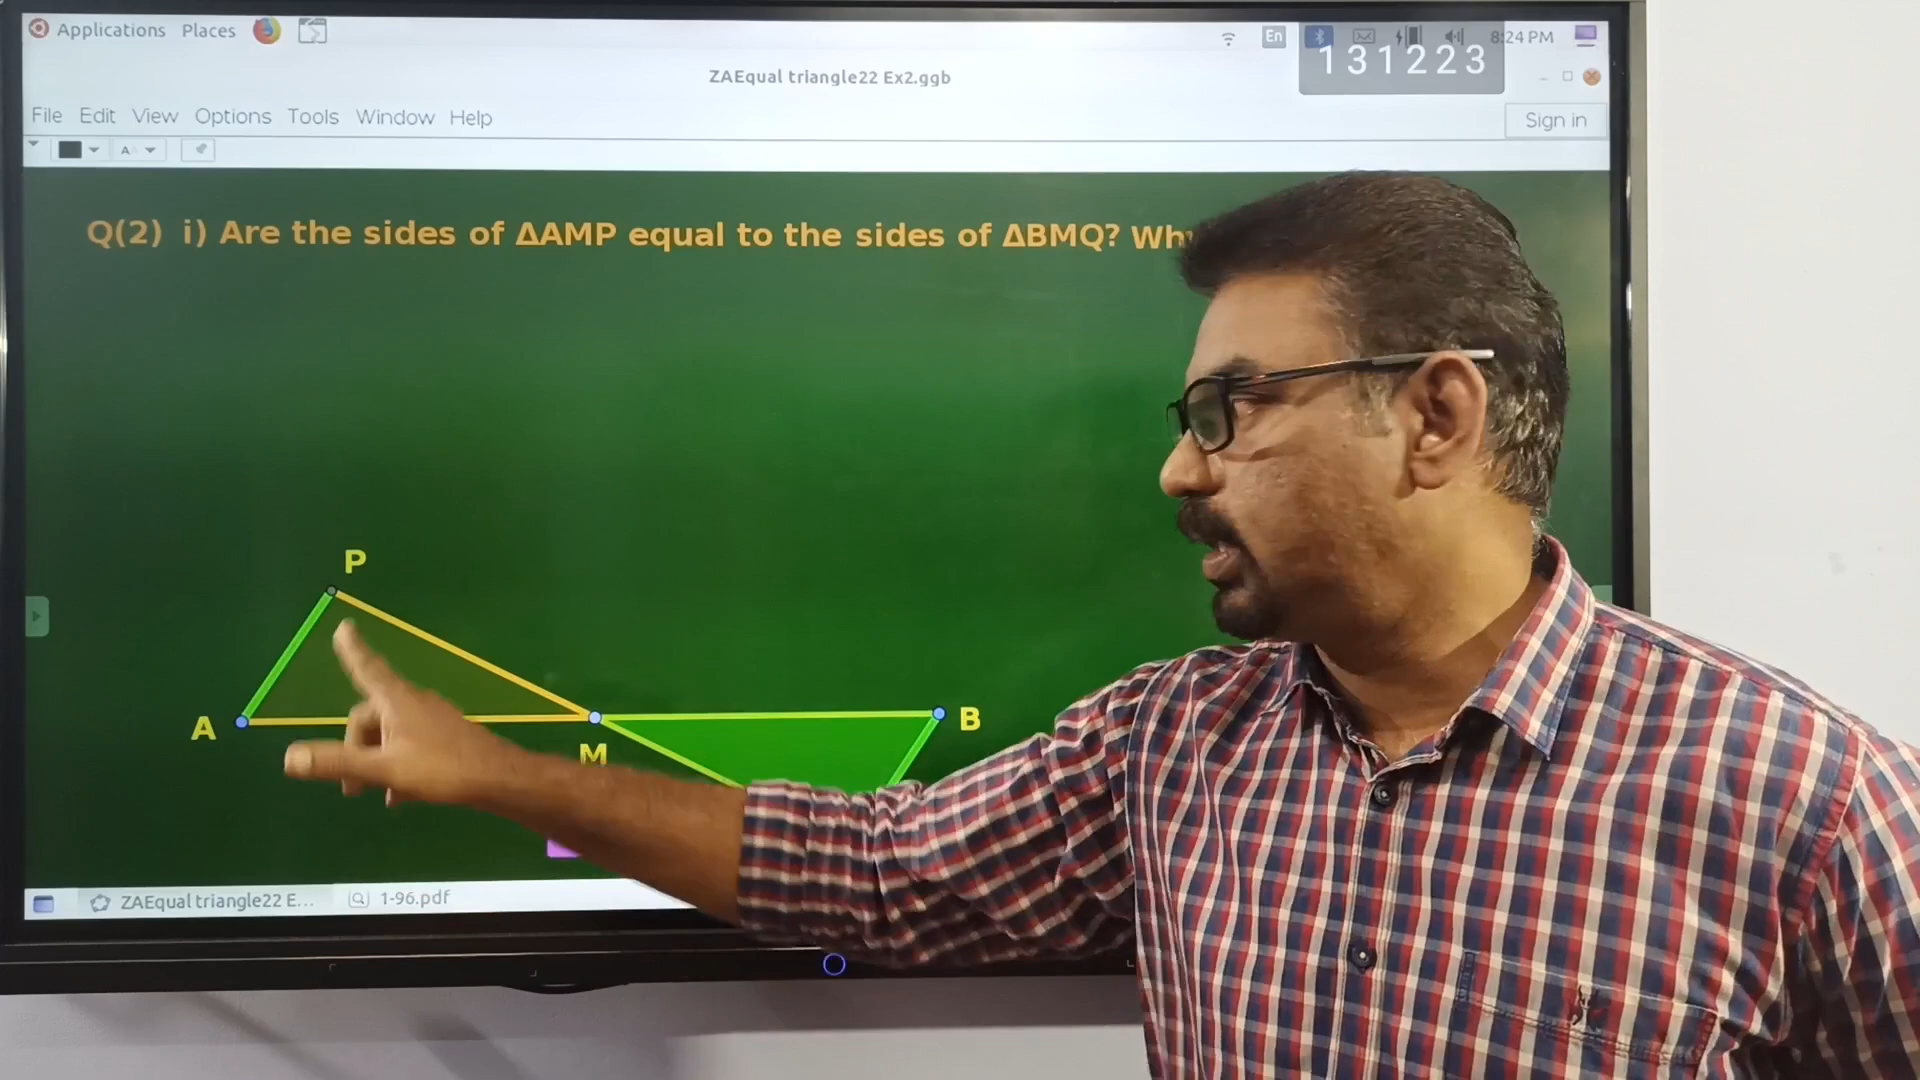 Applications Places
En
8:24 PM
131223
ZAEqual triangle22 Ex2.ggb
File Edit View Options Tools Window Help
Sign in
A
Q(2) i) Are the sides of ΔAMP equal to the sides of ΔBMQ? Wh
P
A
M
B
ZAEqual triangle22 E...
1-96.pdf